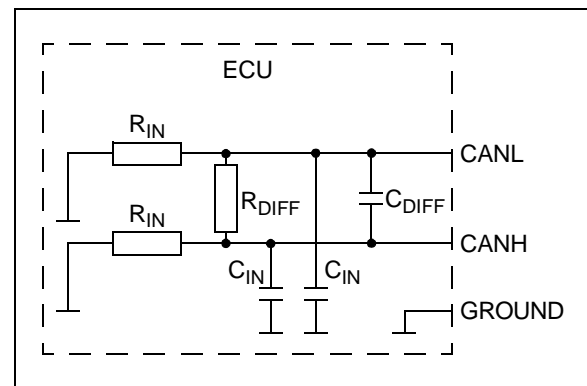 ECU
RIN
CANL
RDIFF
CDIFF
RIN
CANH
CIN
CIN
GROUND